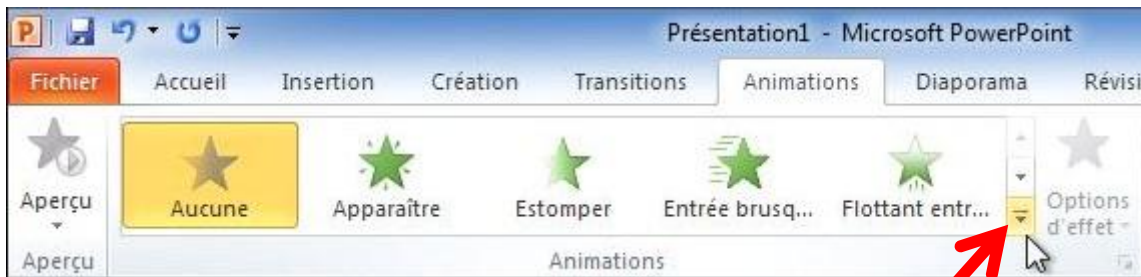 Présentation1 - Microsoft PowerPoint
Fichier Accueil Insertion Création Transitions Animations Diaporama Révisi
Aperçu Aucune Apparaître Estomper Entrée brusq... Flottant entr... Options d'effet
Aperçu Animations